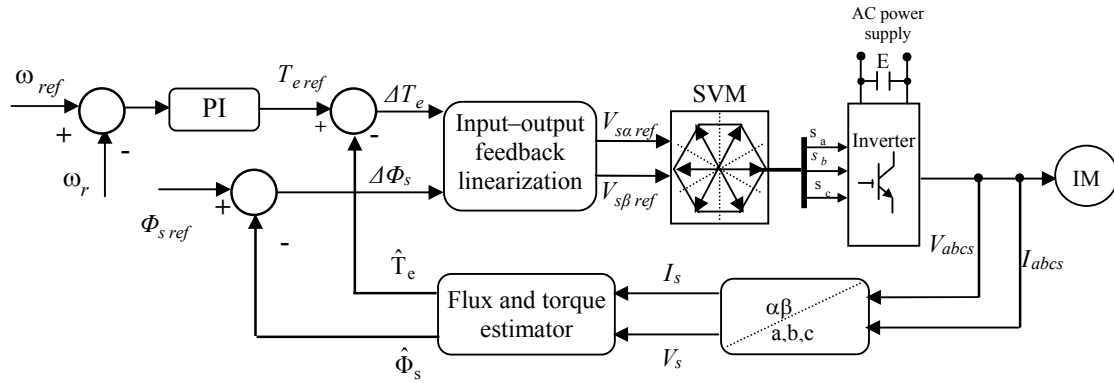 AC power
supply
E
ω ref
+
-
ω r
PI
T e ref
+
-
ΔT e
Φ s ref
+
-
ΔΦ s
Input–output
feedback
linearization
V sα ref
V sβ ref
SVM
s a
s b
s c
Inverter
IM
V abcs
I abcs
T̂ e
Φ̂ s
Flux and torque
estimator
I s
V s
αβ
a,b,c